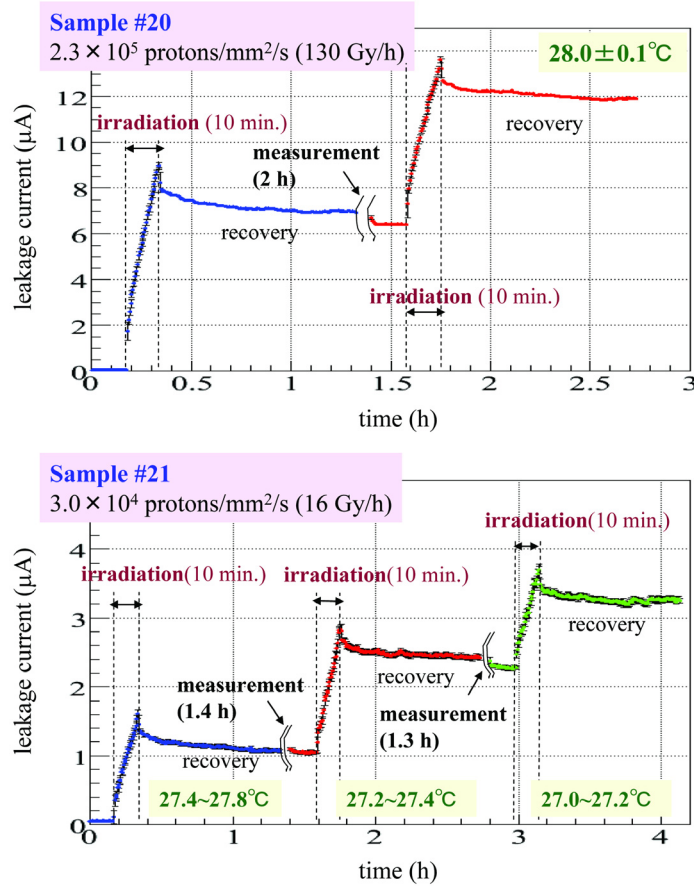 Sample #20
2.3 × 10⁵ protons/mm²/s (130 Gy/h)
28.0±0.1℃
12
irradiation (10 min.)
recovery
10
measurement
(2 h)
8
recovery
6
irradiation (10 min.)
4
2
0
leakage current (μA)
0 0.5 1 1.5 2 2.5 3
time (h)
Sample #21
3.0 × 10⁴ protons/mm²/s (16 Gy/h)
irradiation(10 min.)
4
irradiation(10 min.)
irradiation(10 min.)
3
recovery
measurement
(1.4 h)
recovery
2
measurement
(1.3 h)
1
recovery
27.4~27.8℃
27.2~27.4℃
27.0~27.2℃
0
leakage current (μA)
0 1 2 3 4
time (h)